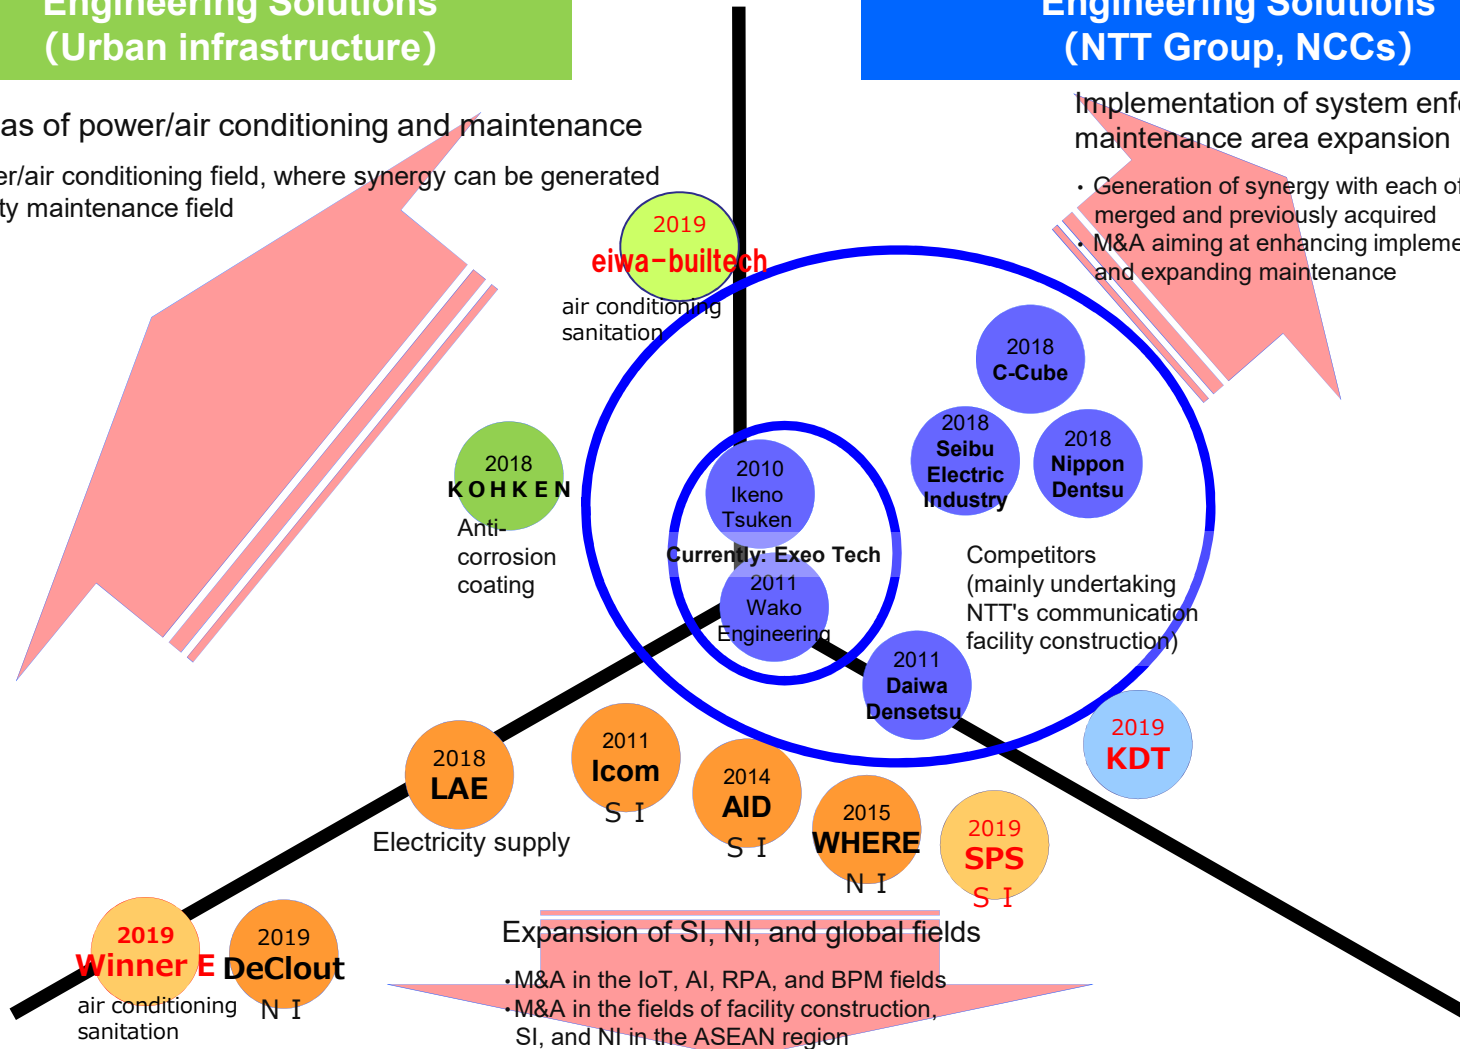 Engineering Solutions
（Urban infrastructure）
Engineering Solutions
（NTT Group, NCCs）
as of power/air conditioning and maintenance
er/air conditioning field, where synergy can be generated
ty maintenance field
Implementation of system enfo
maintenance area expansion
・Generation of synergy with each of
merged and previously acquired
・M&A aiming at enhancing impleme
and expanding maintenance
2019
eiwa-builtech
air conditioning
sanitation
2018
C-Cube
2018
Seibu
Electric
Industry
2018
Nippon
Dentsu
2018
KOHKEN
Anti-
corrosion
coating
2010
Ikeno
Tsuken
Currently: Exeo Tech
2011
Wako
Engineering
Competitors
(mainly undertaking
NTT's communication
facility construction)
2011
Daiwa
Densetsu
2019
KDT
2018
LAE
Electricity supply
2011
Icom
ＳＩ
2014
AID
ＳＩ
2015
WHERE
ＮＩ
2019
SPS
ＳＩ
2019
Winner E
air conditioning
sanitation
2019
DeClout
ＮＩ
Expansion of SI, NI, and global fields
・M&A in the IoT, AI, RPA, and BPM fields
・M&A in the fields of facility construction,
SI, and NI in the ASEAN region